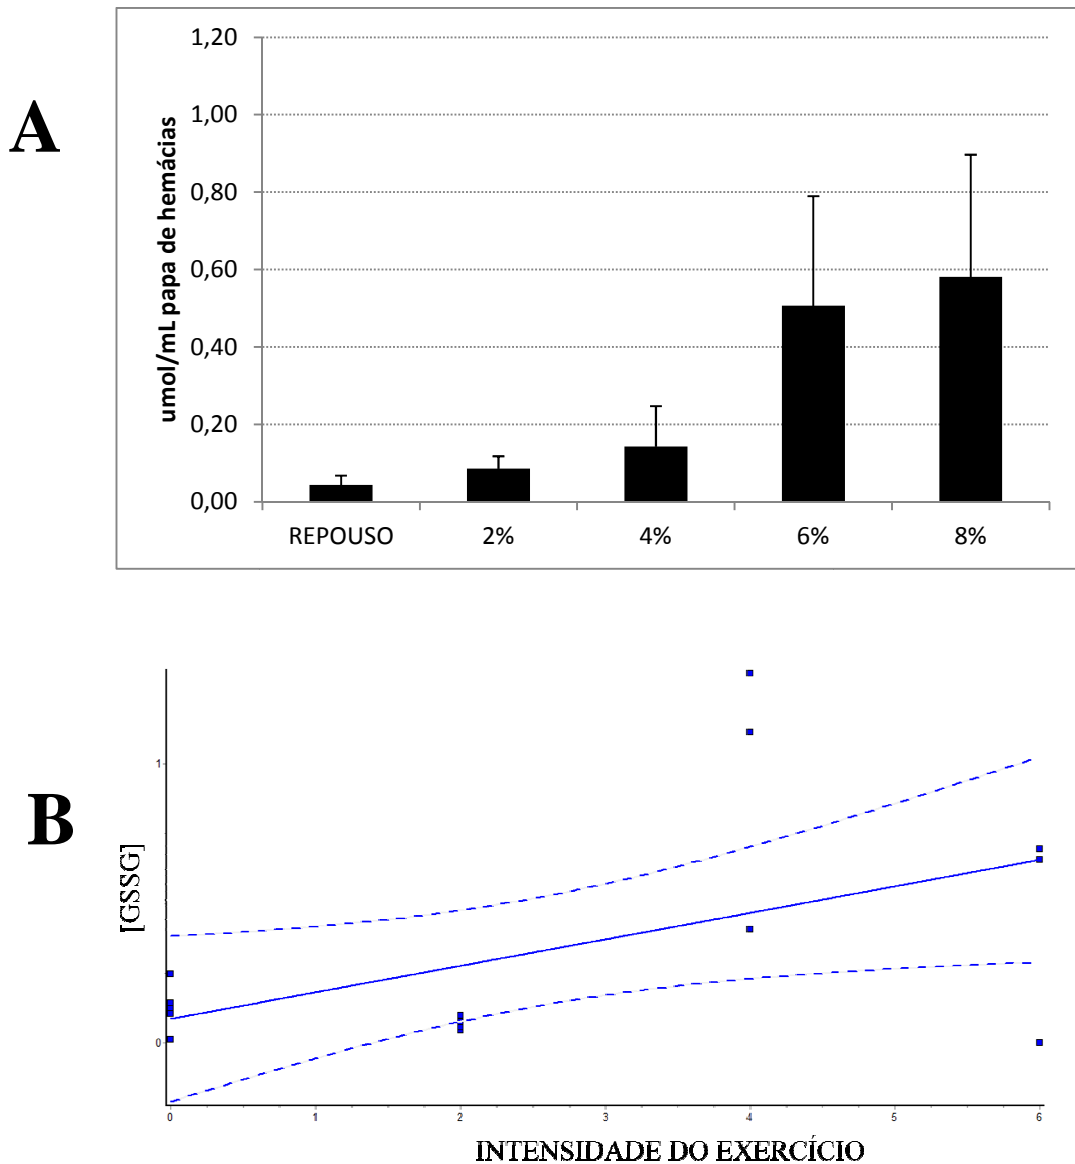 A
umol/mL papa de hemácias
1,20
1,00
0,80
0,60
0,40
0,20
0,00
REPOUSO 2% 4% 6% 8%
B
[GSSG]
1
0
0 1 2 3 4 5 6
INTENSIDADE DO EXERCÍCIO